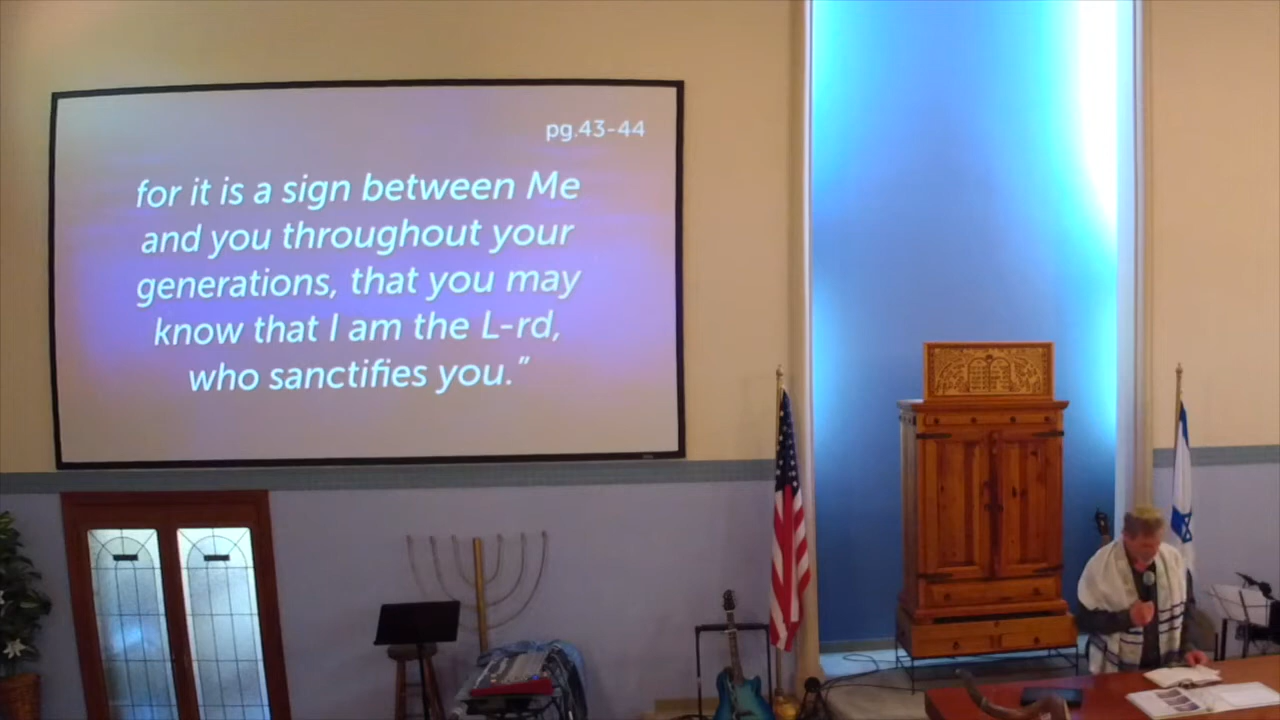 pg.43-44
for it is a sign between Me
and you throughout your
generations, that you may
know that I am the L-rd,
who sanctifies you.”